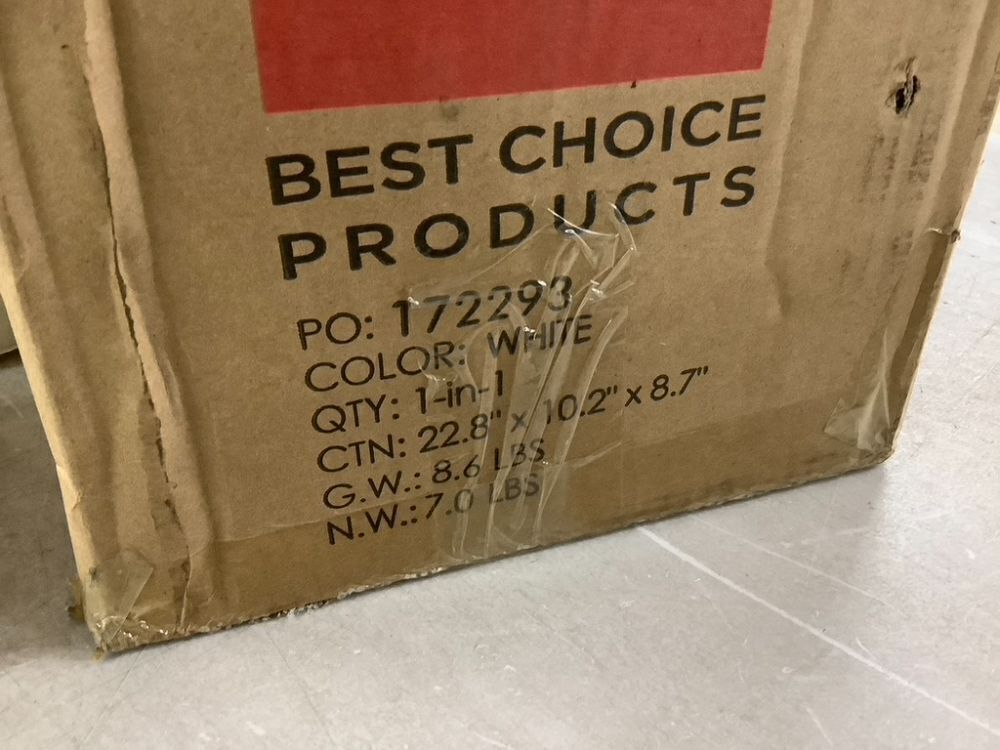 BEST CHOICE
PRODUCTS
PO: 172293
COLOR: WHITE
QTY: 1-in-1
CTN: 22.8" x 10.2" x 8.7"
G.W.: 8.6 LBS
N.W.: 7.0 LBS